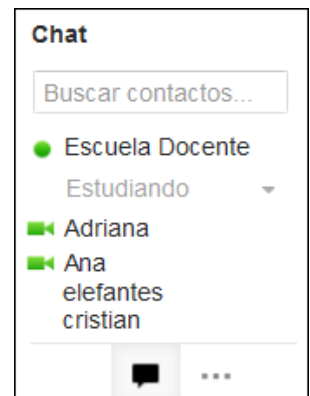 Chat
Buscar contactos...
Escuela Docente
Estudiando
Adriana
Ana
elefantes
cristian